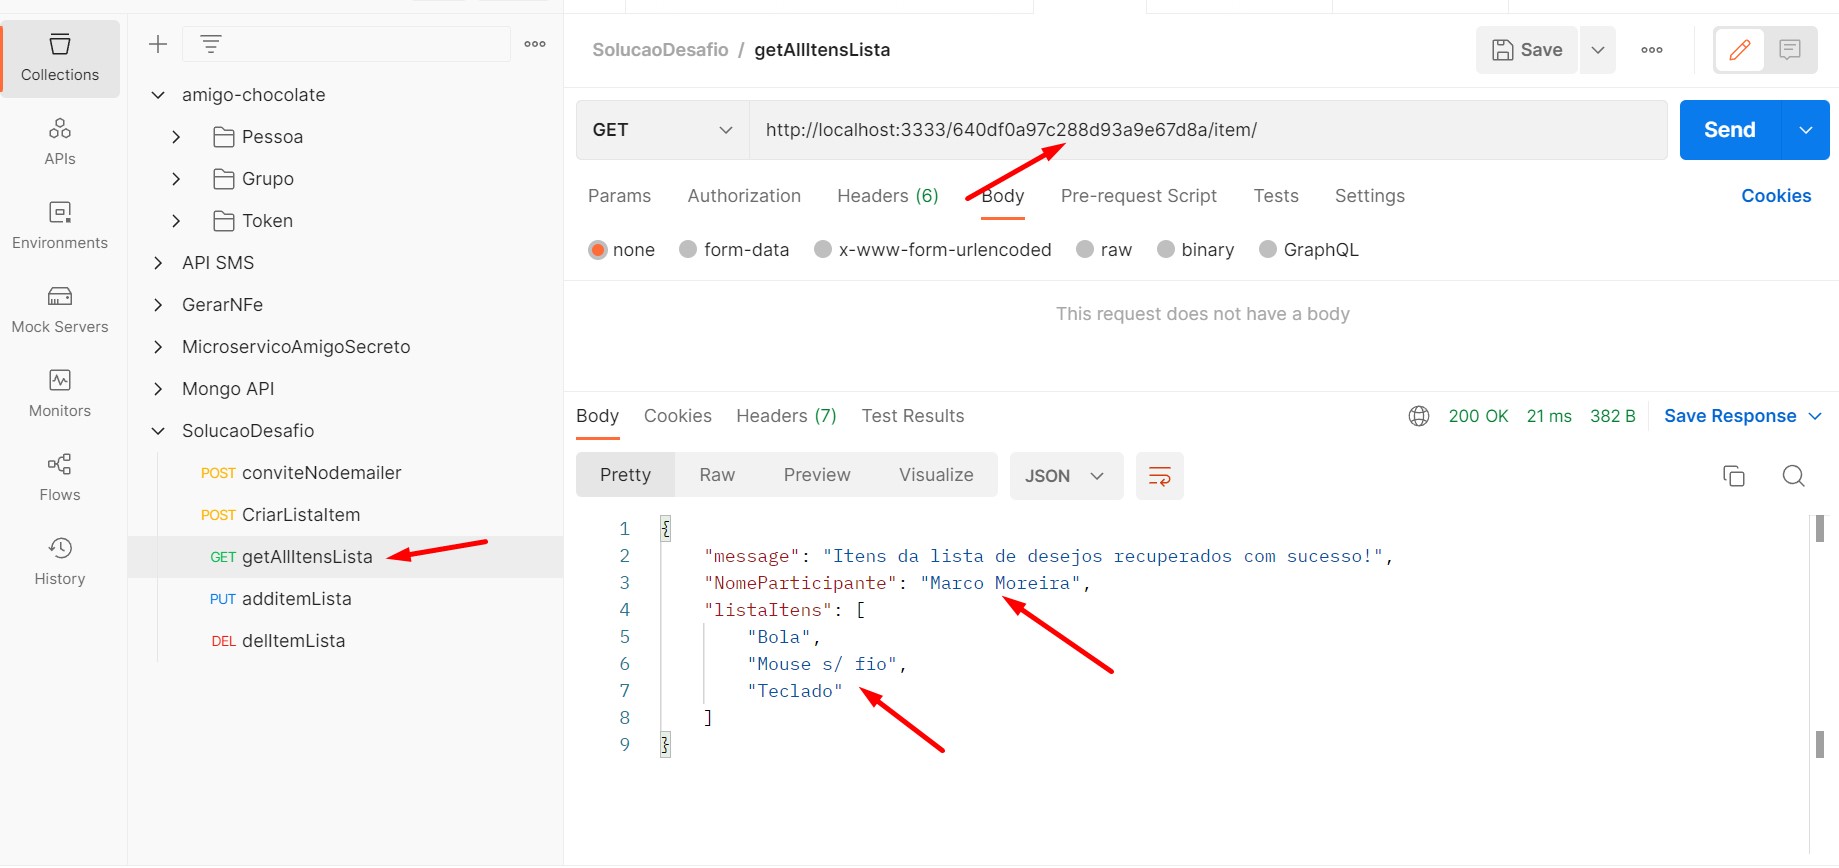 Collections
APIs
Environments
Mock Servers
Monitors
Flows
History
amigo-chocolate
Pessoa
Grupo
Token
API SMS
GerarNFe
MicroservicoAmigoSecreto
Mongo API
SolucaoDesafio
POST conviteNodemailer
POST CriarListaItem
GET getAllItensLista
PUT additemLista
DEL delItemLista
SolucaoDesafio / getAllItensLista
Save
GET http://localhost:3333/640df0a97c288d93a9e67d8a/item/ Send
Params Authorization Headers (6) Body Pre-request Script Tests Settings Cookies
none form-data x-www-form-urlencoded raw binary GraphQL
This request does not have a body
Body Cookies Headers (7) Test Results 200 OK 21 ms 382 B Save Response
Pretty Raw Preview Visualize JSON
1 {
2 "message": "Itens da lista de desejos recuperados com sucesso!",
3 "NomeParticipante": "Marco Moreira",
4 "listaItens": [
5 "Bola",
6 "Mouse s/ fio",
7 "Teclado"
8 ]
9 }